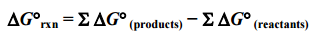 ΔG°rxn = Σ ΔG° (products) − Σ ΔG° (reactants)